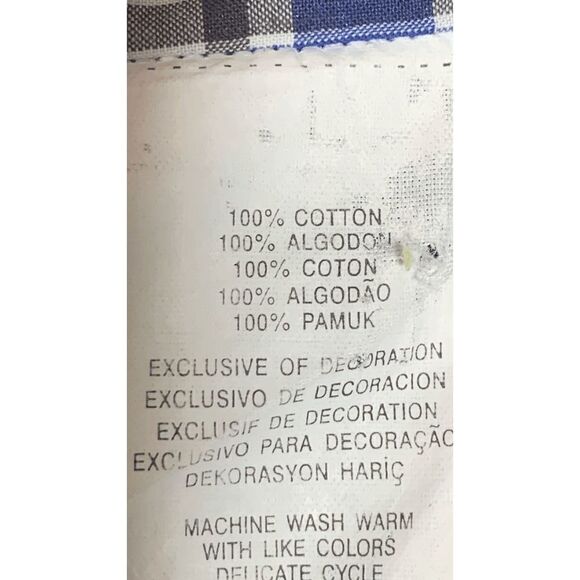 100% COTTON
100% ALGODON
100% COTON
100% ALGODÃO
100% PAMUK
EXCLUSIVE OF DECORATION
EXCLUSIVO DE DECORACION
EXCLUSIF DE DECORATION
EXCLUSIVO PARA DECORAÇÃO
DEKORASYON HARIÇ
MACHINE WASH WARM
WITH LIKE COLORS
DELICATE CYCLE